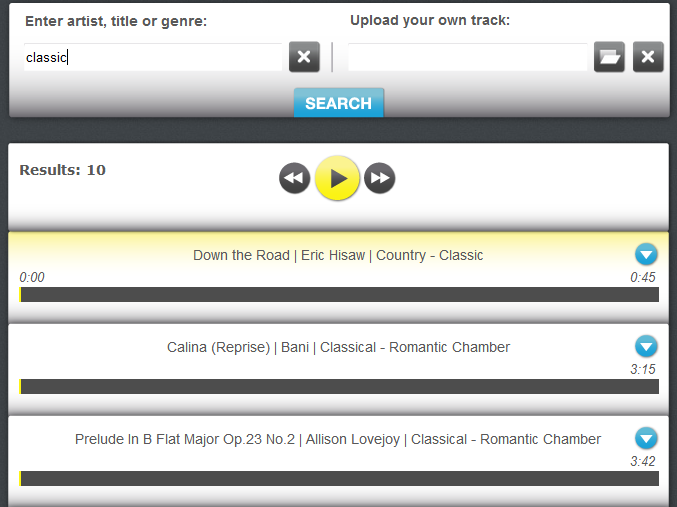 Enter artist, title or genre:
Upload your own track:
classic
SEARCH
Results: 10
Down the Road | Eric Hisaw | Country - Classic
0:00
0:45
Calina (Reprise) | Bani | Classical - Romantic Chamber
3:15
Prelude In B Flat Major Op.23 No.2 | Allison Lovejoy | Classical - Romantic Chamber
3:42